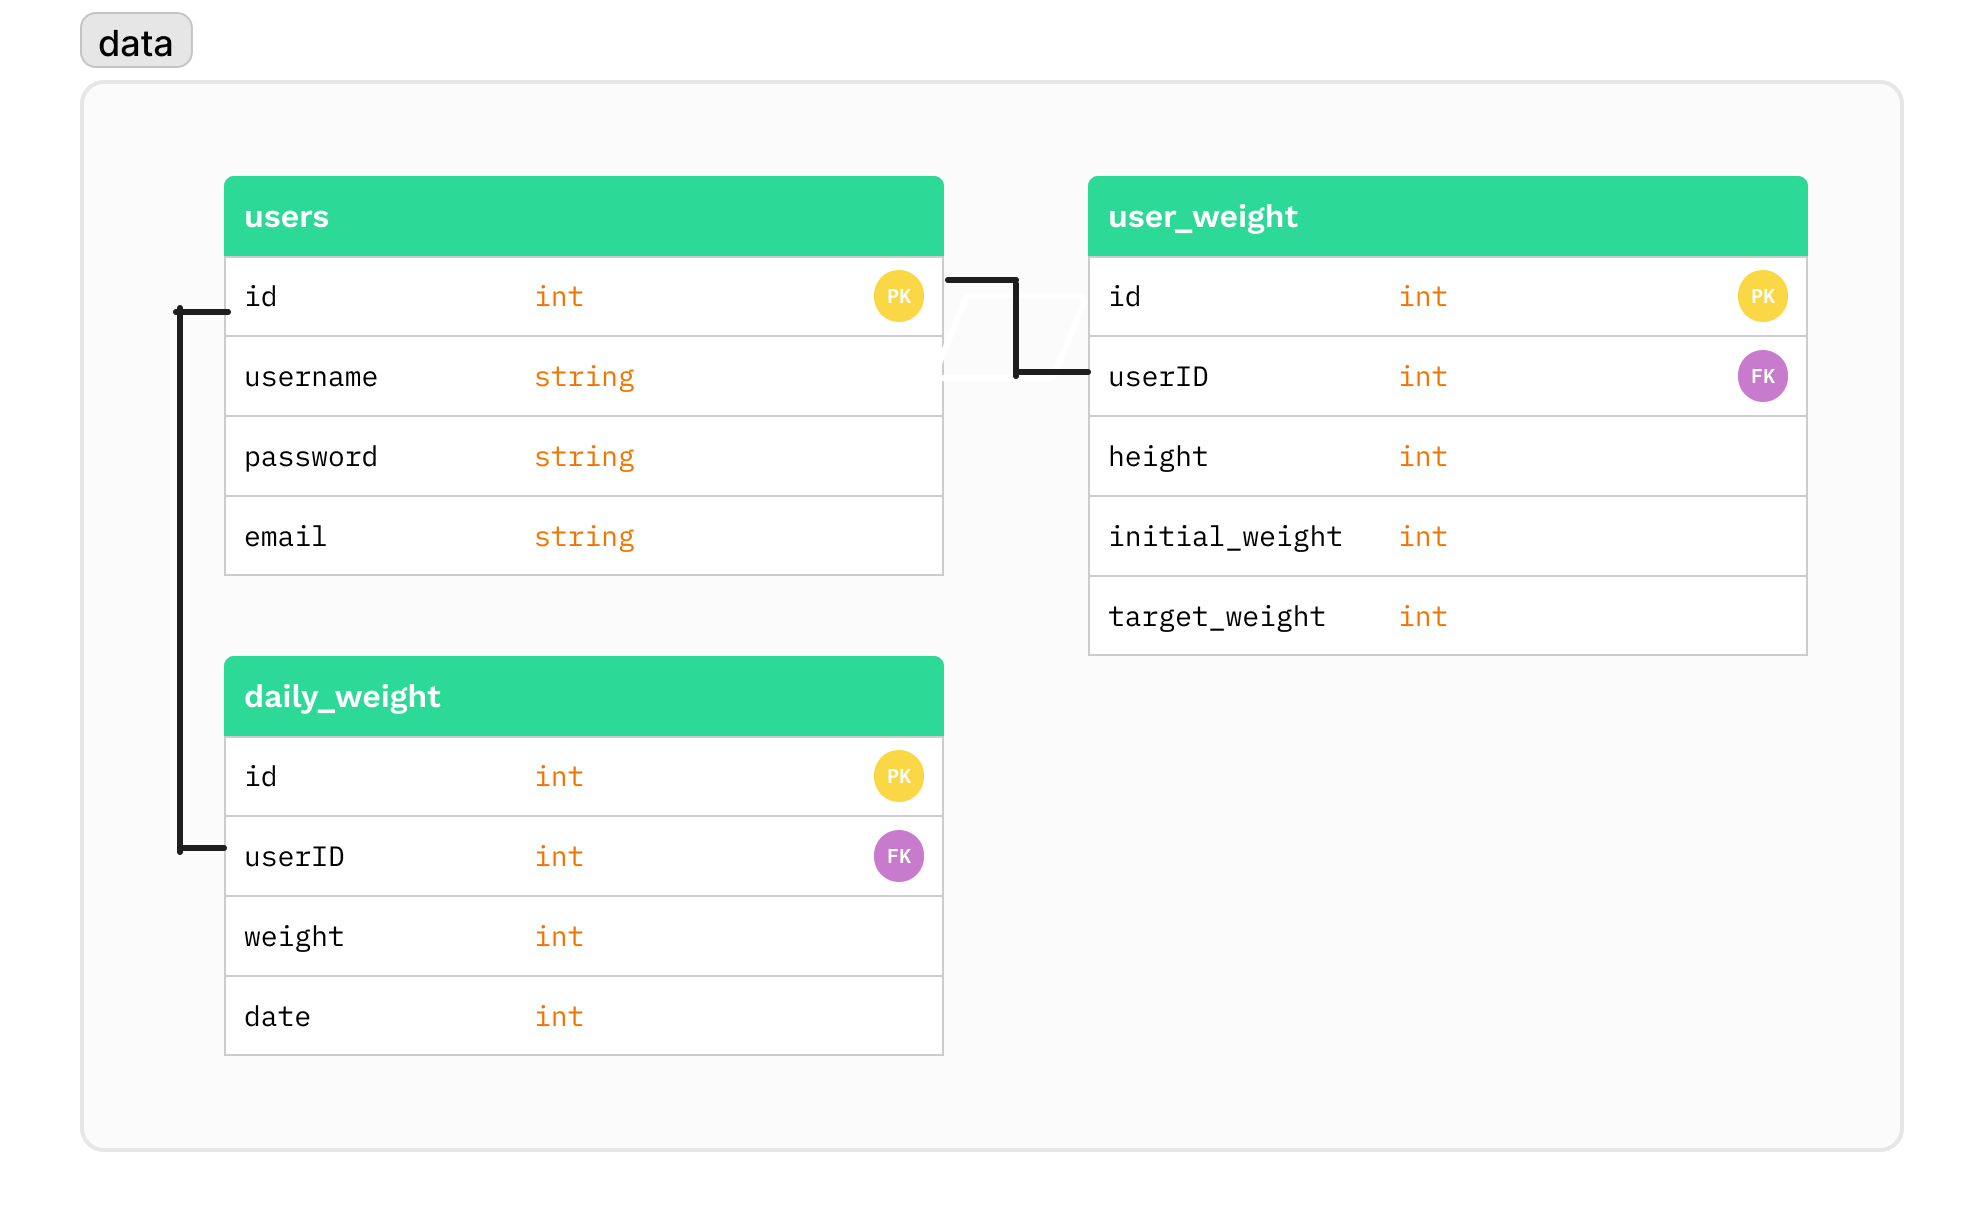 data
users
id int PK
username string
password string
email string
user_weight
id int PK
userID int FK
height int
initial_weight int
target_weight int
daily_weight
id int PK
userID int FK
weight int
date int